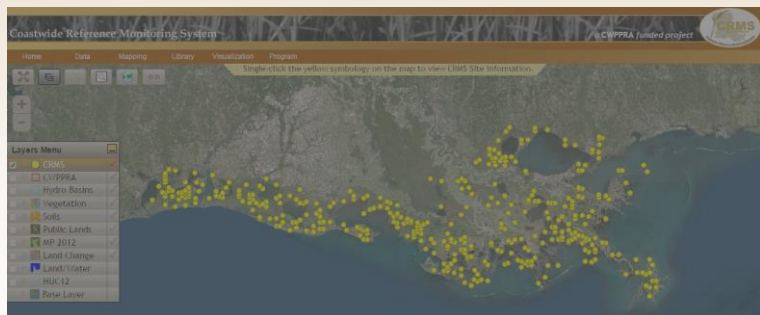 Coastwide Reference Monitoring System
a CWPPRA funded project
CRMS
Home Data Mapping Library Visualization Program
Single-click the yellow symbology on the map to view CRMS Site Information.
+
-
Layers Menu
CRMS
CWPPRA
Hydro Basins
Vegetation
Soils
Public Lands
MP 2012
Land Change
Land/Water
HUC12
Base Layer